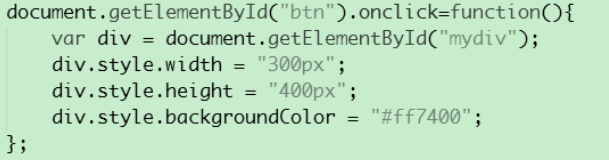 document.getElementById("btn").onclick=function(){
    var div = document.getElementById("mydiv");
    div.style.width = "300px";
    div.style.height = "400px";
    div.style.backgroundColor = "#ff7400";
};